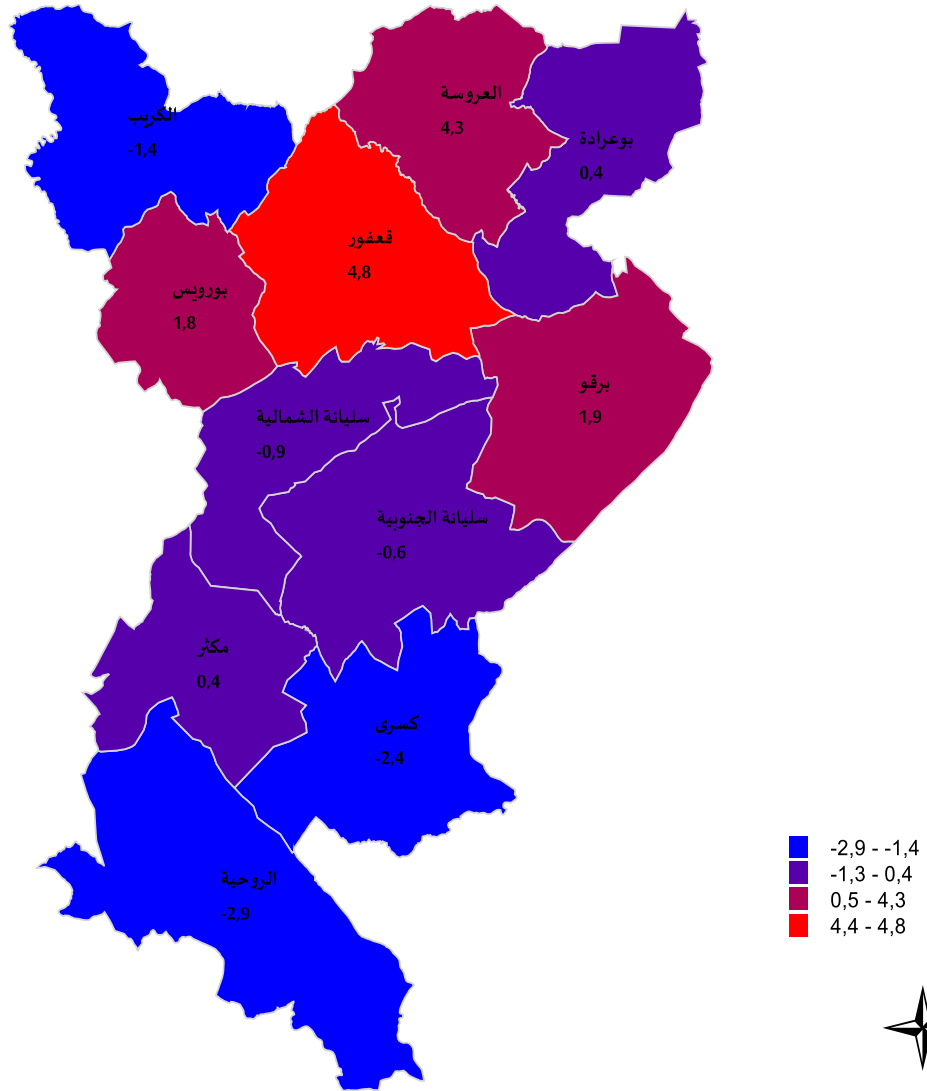 العروسة
4,3
الكريب
-1,4
بوعرادة
0,4
قعفور
4,8
بورويس
1,8
برقو
1,9
سليانة الشمالية
-0,9
سليانة الجنوبية
-0,6
مكثر
0,4
كسرى
-2,4
الروحية
-2,9
-2,9 - -1,4
-1,3 - 0,4
0,5 - 4,3
4,4 - 4,8